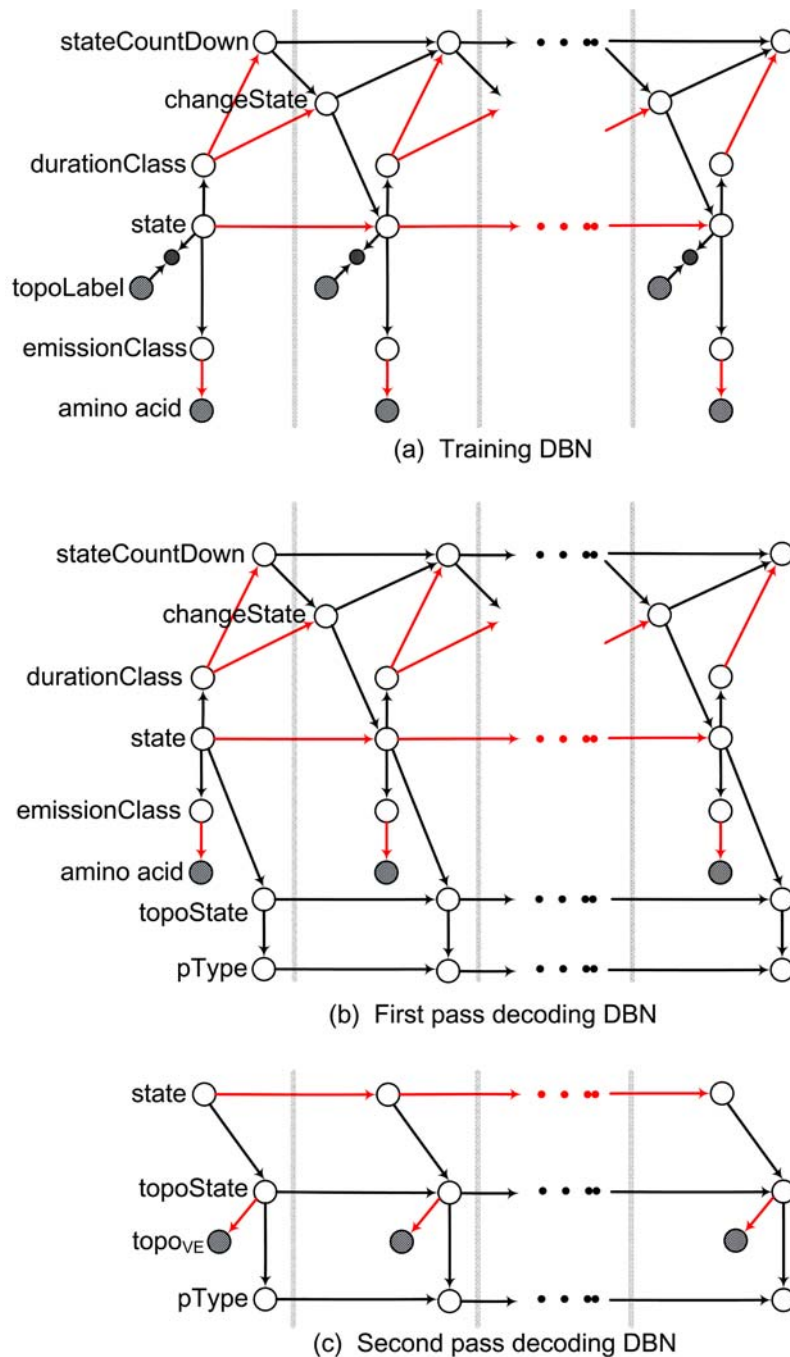 stateCountDown
changeState
durationClass
state
topoLabel
emissionClass
amino acid
(a) Training DBN
stateCountDown
changeState
durationClass
state
emissionClass
amino acid
topoState
pType
(b) First pass decoding DBN
state
topoState
topoVE
pType
(c) Second pass decoding DBN